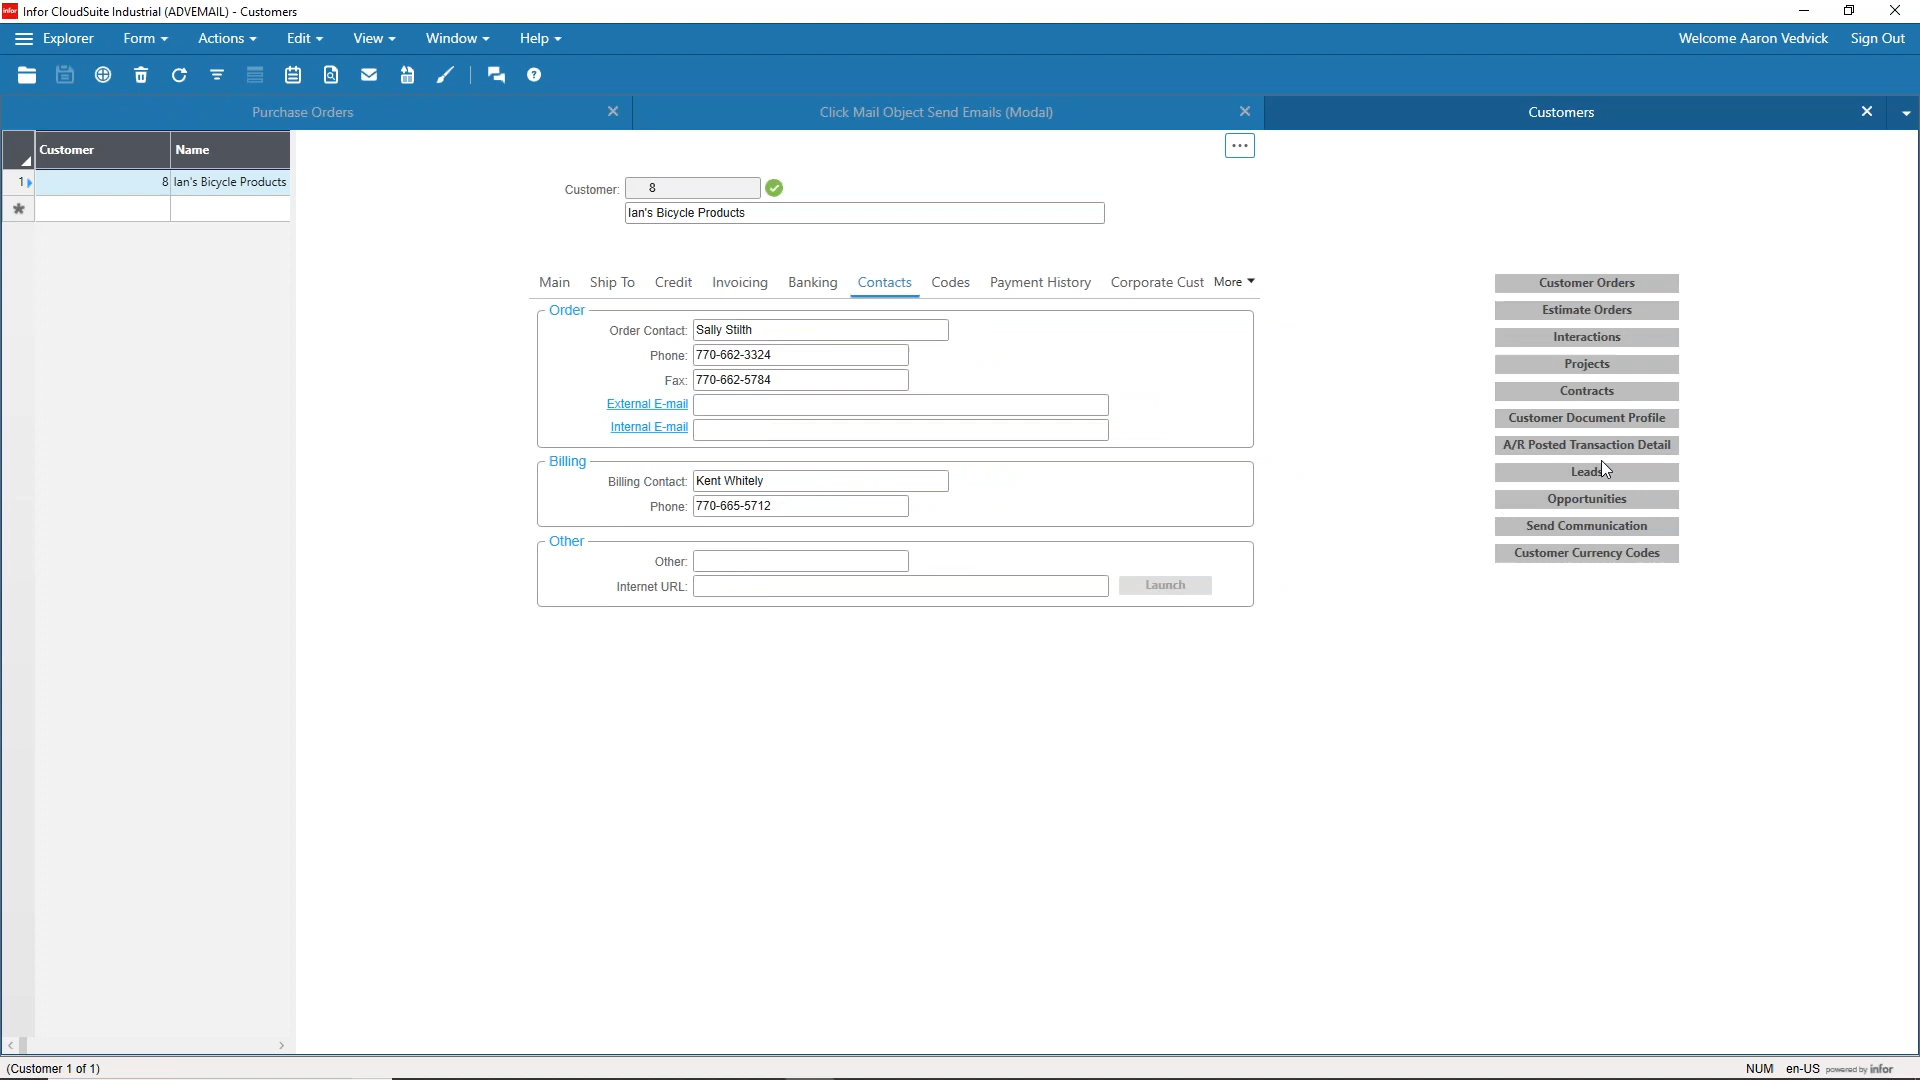 infor Infor CloudSuite Industrial (ADVEMAIL) - Customers
Explorer Form Actions Edit View Window Help Welcome Aaron Vedvick Sign Out
Purchase Orders Click Mail Object Send Emails (Modal) Customers
Customer Name
1 8 Ian's Bicycle Products
Customer: 8
Ian's Bicycle Products
Main Ship To Credit Invoicing Banking Contacts Codes Payment History Corporate Cust More
Order
Order Contact: Sally Stilth
Phone: 770-662-3324
Fax: 770-662-5784
External E-mail
Internal E-mail
Billing
Billing Contact: Kent Whitely
Phone: 770-665-5712
Other
Other:
Internet URL: Launch
Customer Orders
Estimate Orders
Interactions
Projects
Contracts
Customer Document Profile
A/R Posted Transaction Detail
Leads
Opportunities
Send Communication
Customer Currency Codes
(Customer 1 of 1) NUM en-US powered by infor